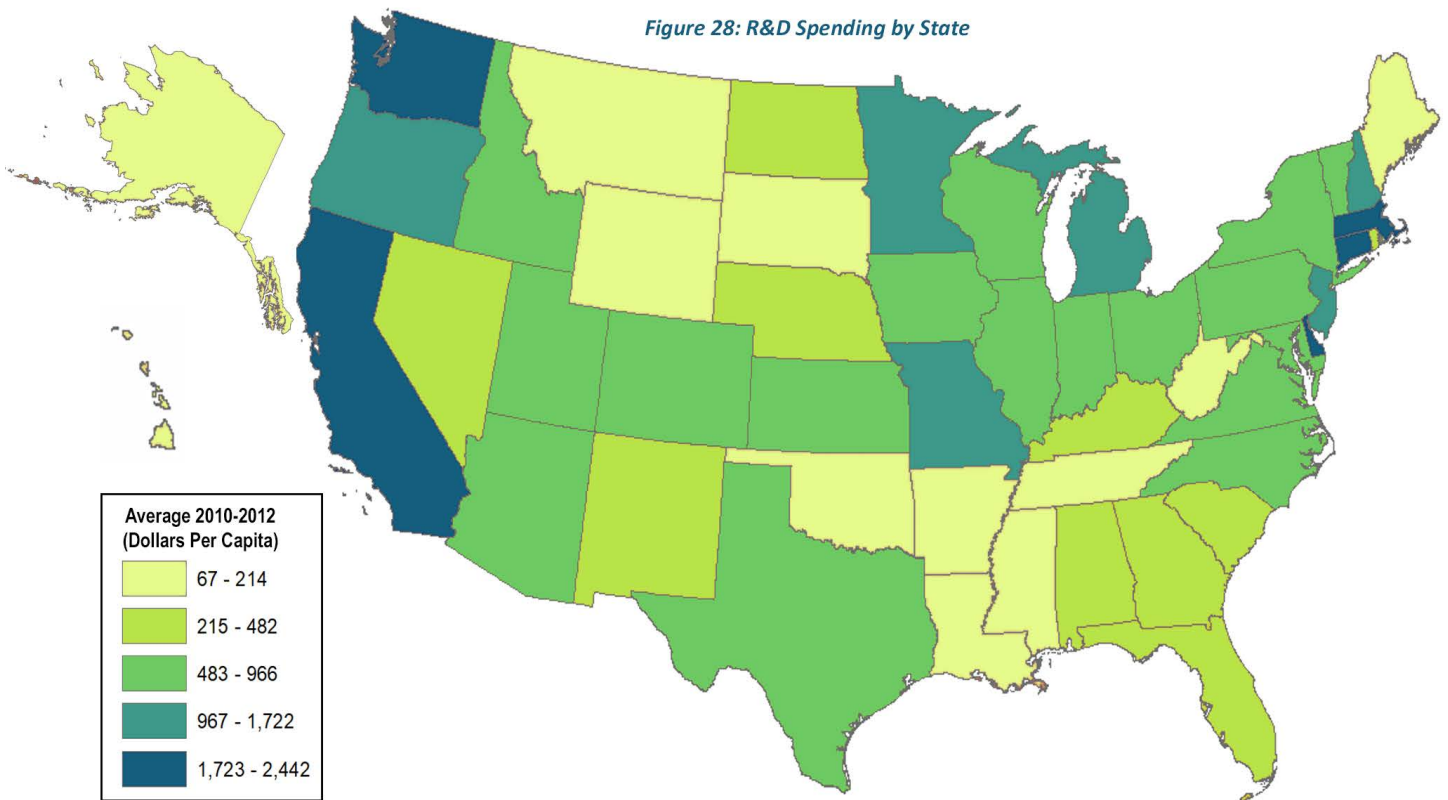 Figure 28: R&D Spending by State
Average 2010-2012
(Dollars Per Capita)
67 - 214
215 - 482
483 - 966
967 - 1,722
1,723 - 2,442